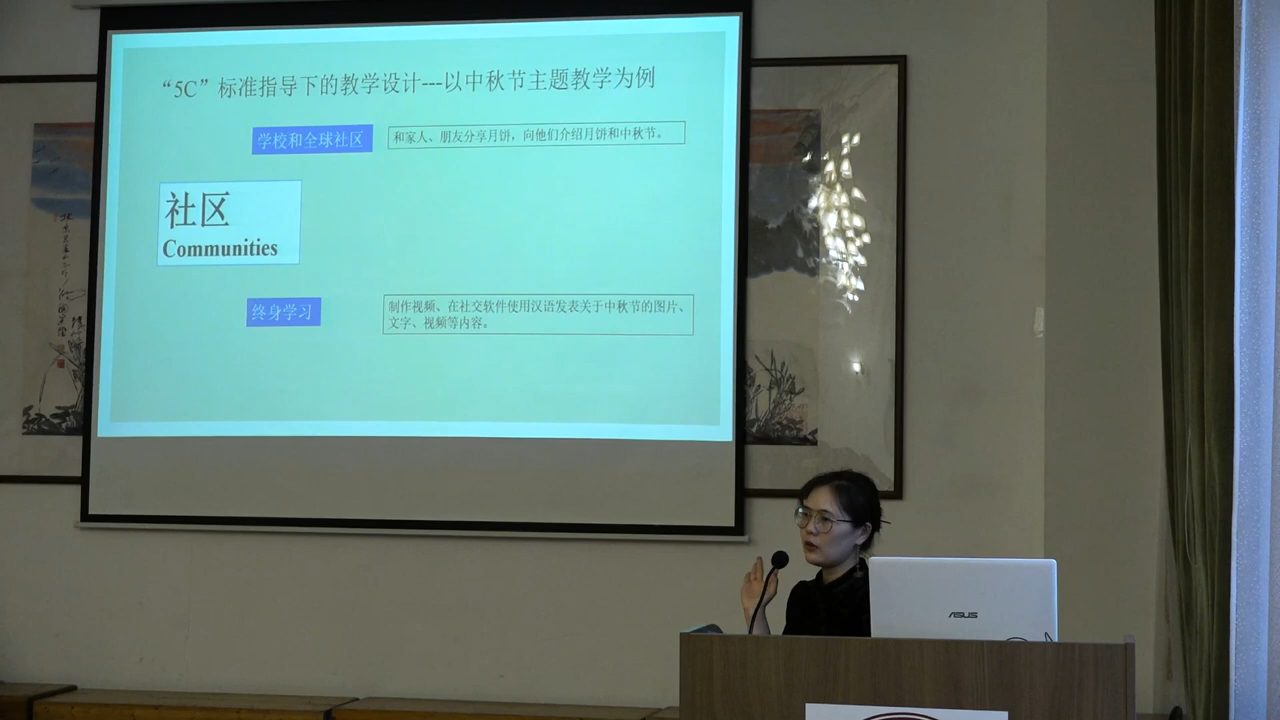 “5C”标准指导下的教学设计---以中秋节主题教学为例
学校和全球社区
和家人、朋友分享月饼，向他们介绍月饼和中秋节。
社区
Communities
终身学习
制作视频、在社交软件使用汉语发表关于中秋节的图片、
文字、视频等内容。
ASUS